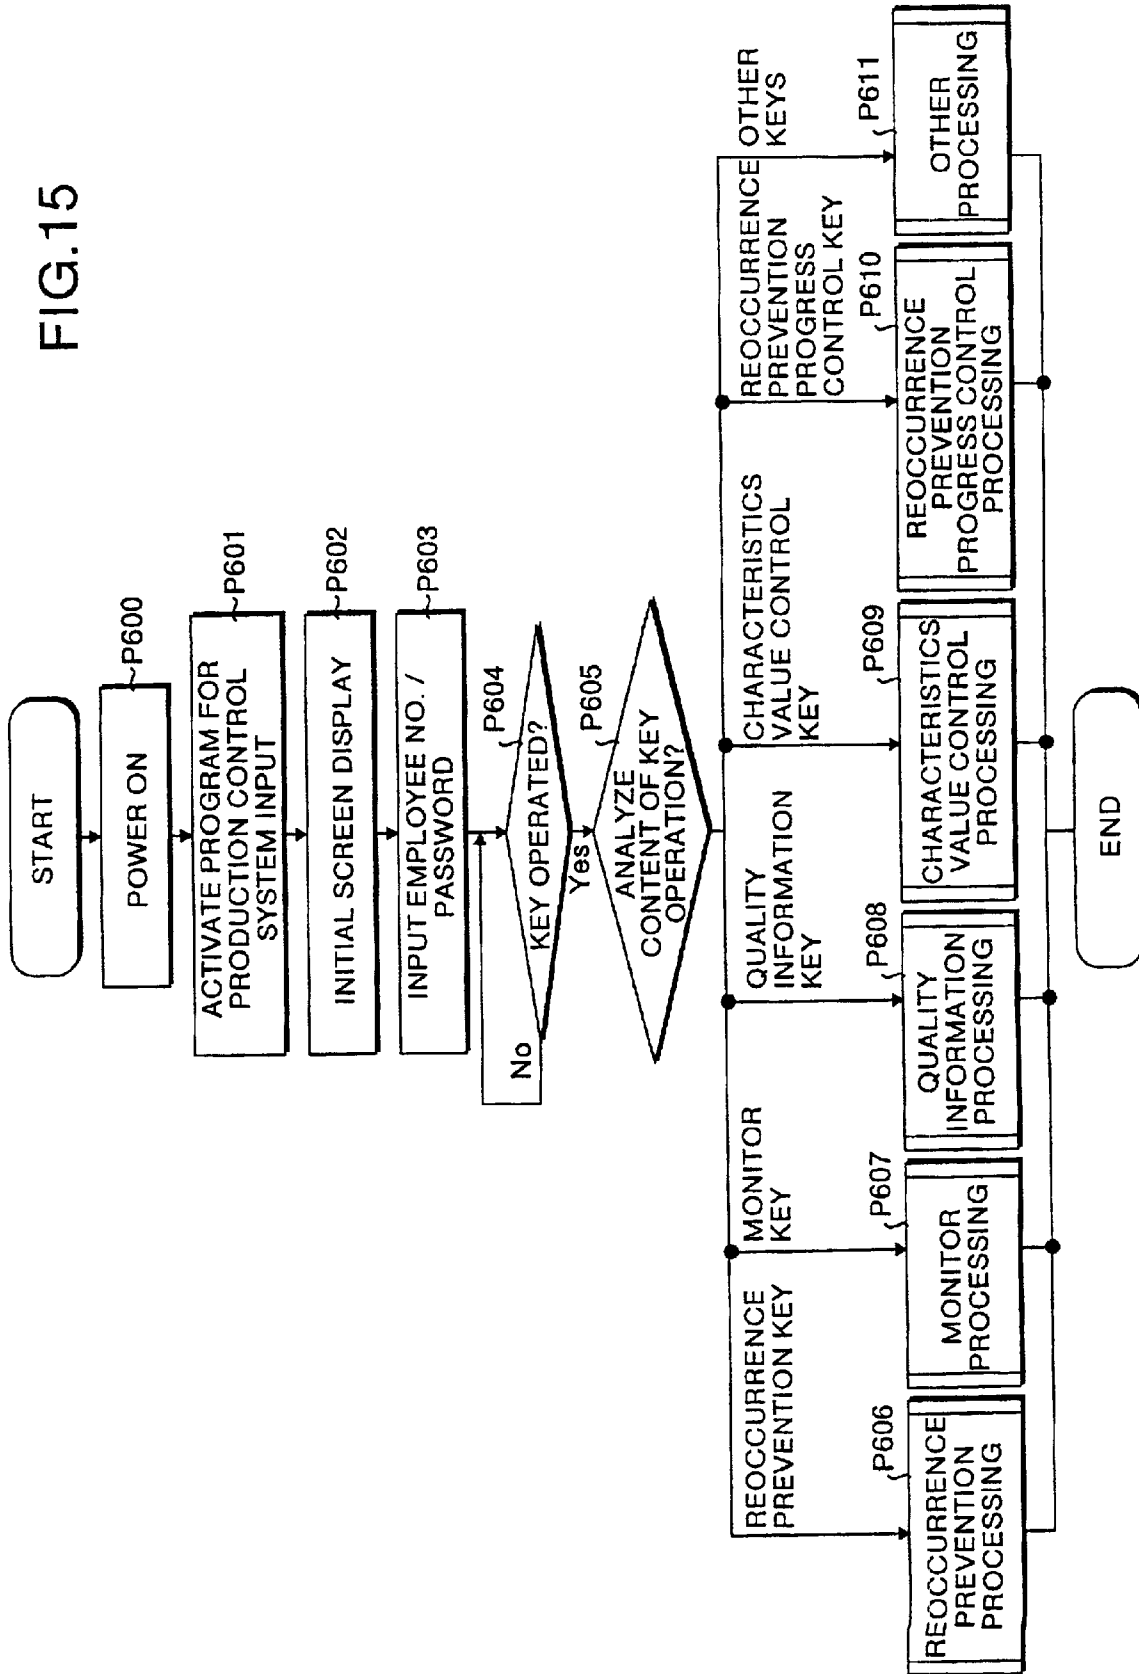 FIG.15
START
POWER ON
P600
ACTIVATE PROGRAM FOR
PRODUCTION CONTROL
SYSTEM INPUT
P601
INITIAL SCREEN DISPLAY
P602
INPUT EMPLOYEE NO. /
PASSWORD
P603
KEY OPERATED?
P604
No
Yes
ANALYZE
CONTENT OF KEY
OPERATION?
P605
REOCCURRENCE
PREVENTION KEY
MONITOR
KEY
QUALITY
INFORMATION
KEY
CHARACTERISTICS
VALUE CONTROL
KEY
REOCCURRENCE
PREVENTION
PROGRESS
CONTROL KEY
OTHER
KEYS
P606
REOCCURRENCE
PREVENTION
PROCESSING
P607
MONITOR
PROCESSING
P608
QUALITY
INFORMATION
PROCESSING
P609
CHARACTERISTICS
VALUE CONTROL
PROCESSING
P610
REOCCURRENCE
PREVENTION
PROGRESS CONTROL
PROCESSING
P611
OTHER
PROCESSING
END